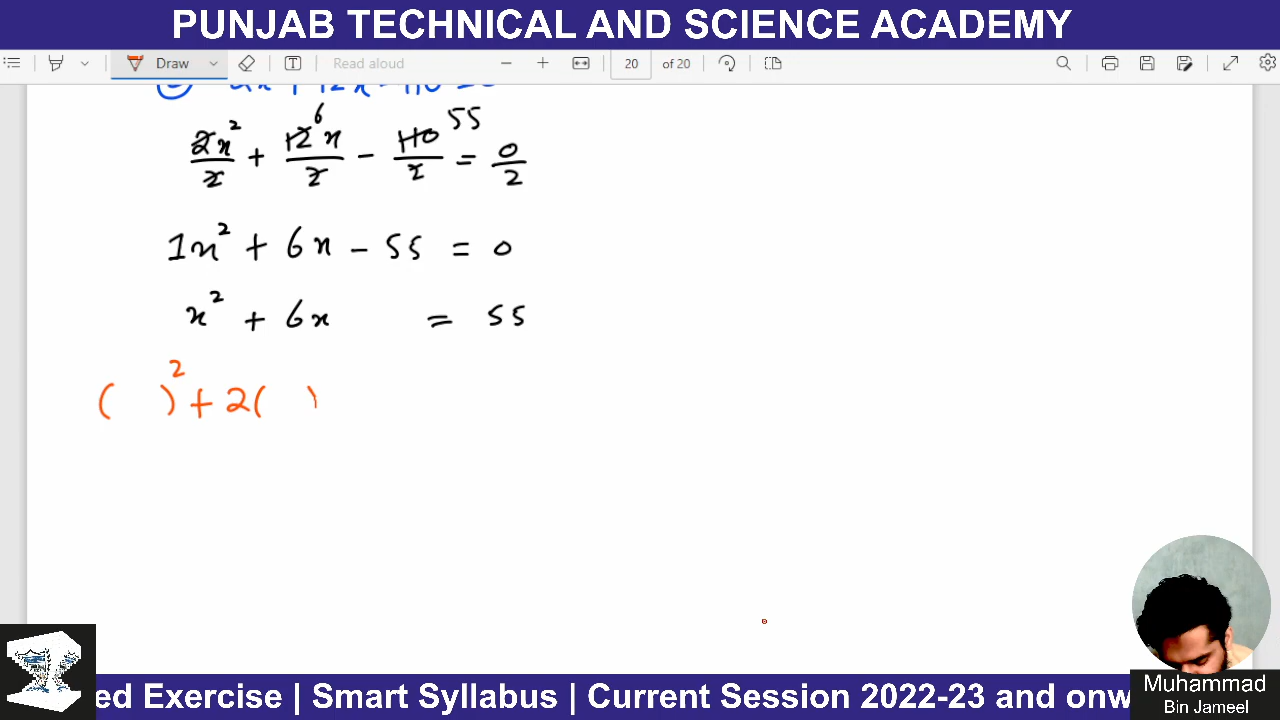 PUNJAB TECHNICAL AND SCIENCE ACADEMY
Draw
Read aloud
20 of 20
2x²/2 + 12x/2 - 110/2 = 0/2
6 55
1x² + 6x - 55 = 0
x² + 6x = 55
( )² + 2( )
Muhammad
Bin Jameel
ed Exercise | Smart Syllabus | Current Session 2022-23 and onw